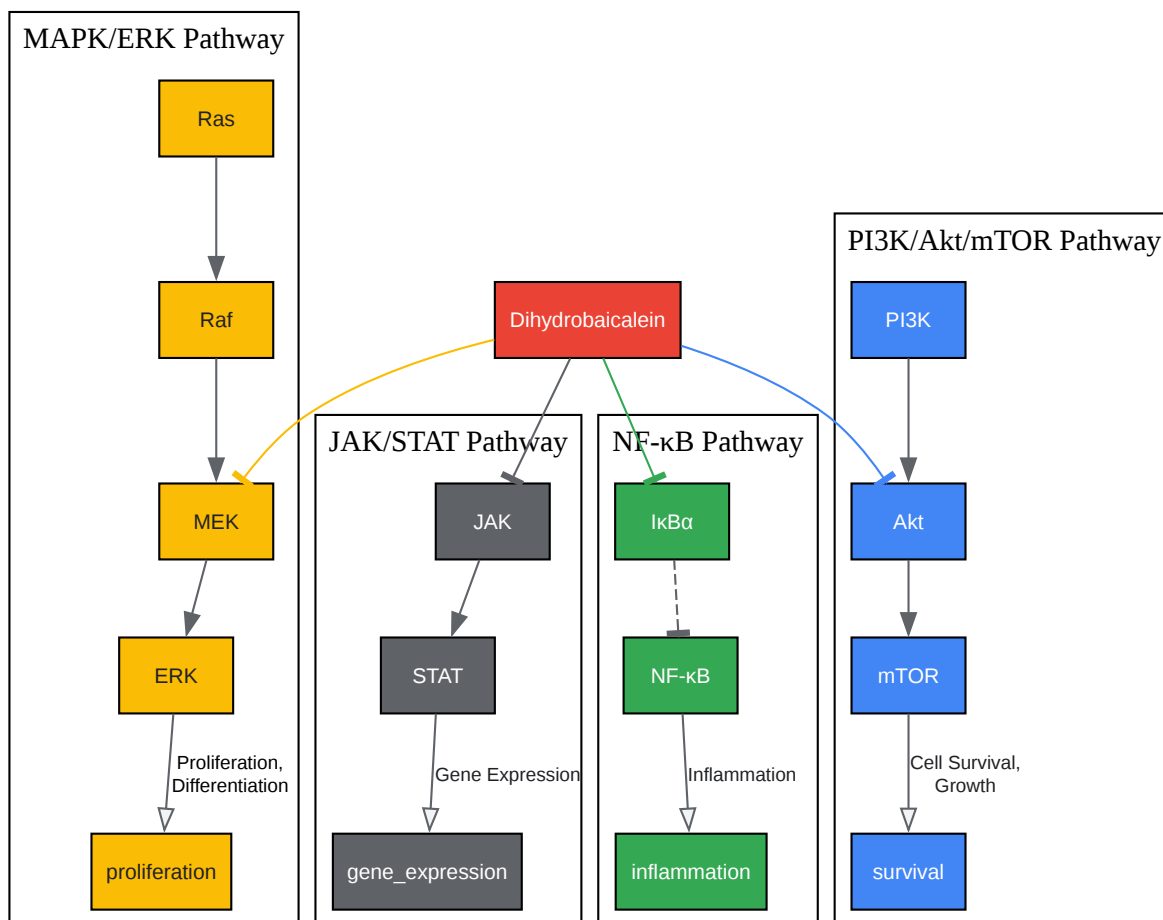 MAPK/ERK Pathway
Ras
Raf
MEK
ERK
Proliferation,
Differentiation
proliferation
Dihydrobaicalein
JAK/STAT Pathway
JAK
STAT
Gene Expression
gene_expression
NF-κB Pathway
IκBα
NF-κB
Inflammation
inflammation
PI3K/Akt/mTOR Pathway
PI3K
Akt
mTOR
Cell Survival,
Growth
survival